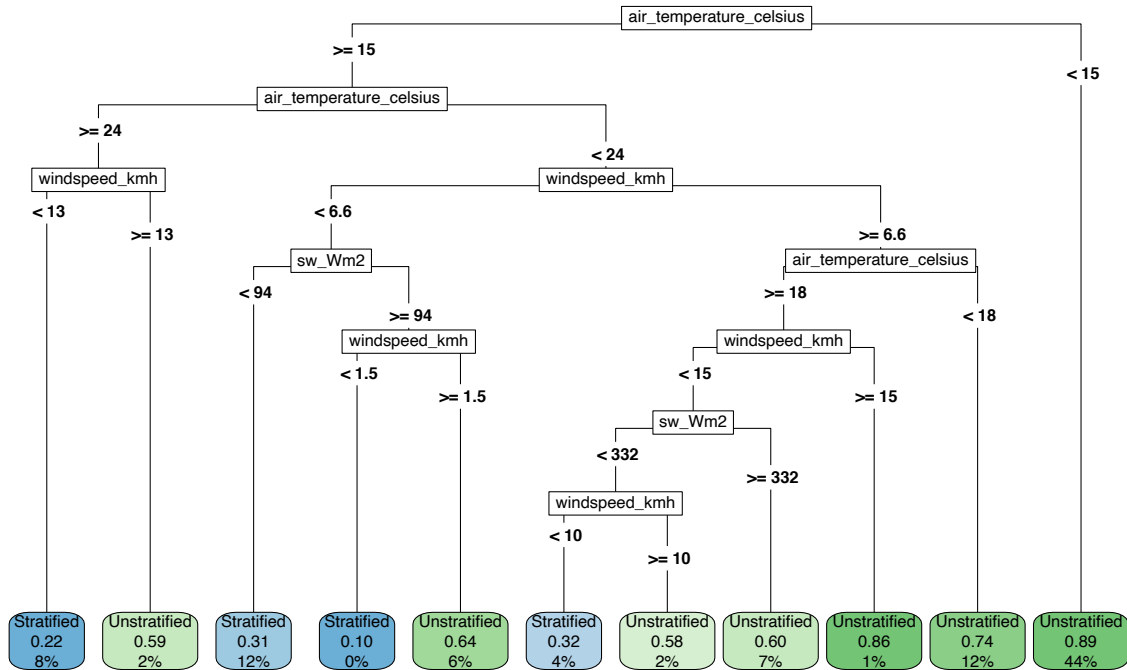 air_temperature_celsius
>= 15
< 15
air_temperature_celsius
>= 24
< 24
windspeed_kmh
windspeed_kmh
< 13
>= 13
< 6.6
>= 6.6
sw_Wm2
air_temperature_celsius
< 94
>= 94
>= 18
< 18
windspeed_kmh
windspeed_kmh
< 1.5
>= 1.5
< 15
>= 15
sw_Wm2
< 332
>= 332
windspeed_kmh
< 10
>= 10
Stratified
0.22
8%
Unstratified
0.59
2%
Stratified
0.31
12%
Stratified
0.10
0%
Unstratified
0.64
6%
Stratified
0.32
4%
Unstratified
0.58
2%
Unstratified
0.60
7%
Unstratified
0.86
1%
Unstratified
0.74
12%
Unstratified
0.89
44%